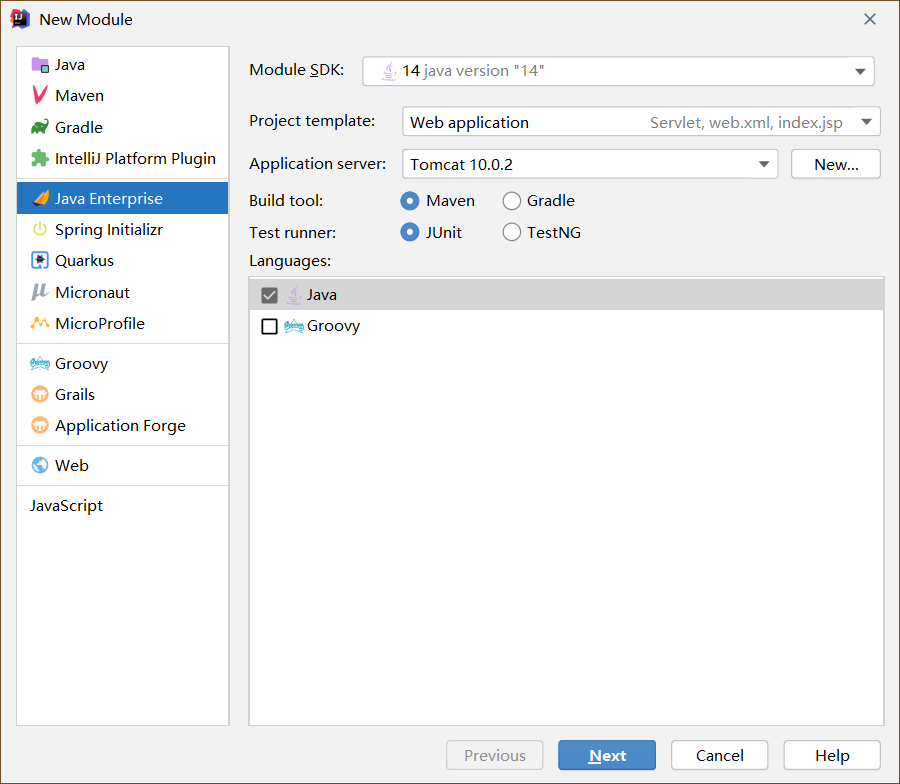 New Module
Java
Maven
Gradle
IntelliJ Platform Plugin
Java Enterprise
Spring Initializr
Quarkus
Micronaut
MicroProfile
Groovy
Grails
Application Forge
Web
JavaScript
Module SDK: 14 java version "14"
Project template: Web application Servlet, web.xml, index.jsp
Application server: Tomcat 10.0.2 New...
Build tool: Maven Gradle
Test runner: JUnit TestNG
Languages:
Java
Groovy
Previous Next Cancel Help